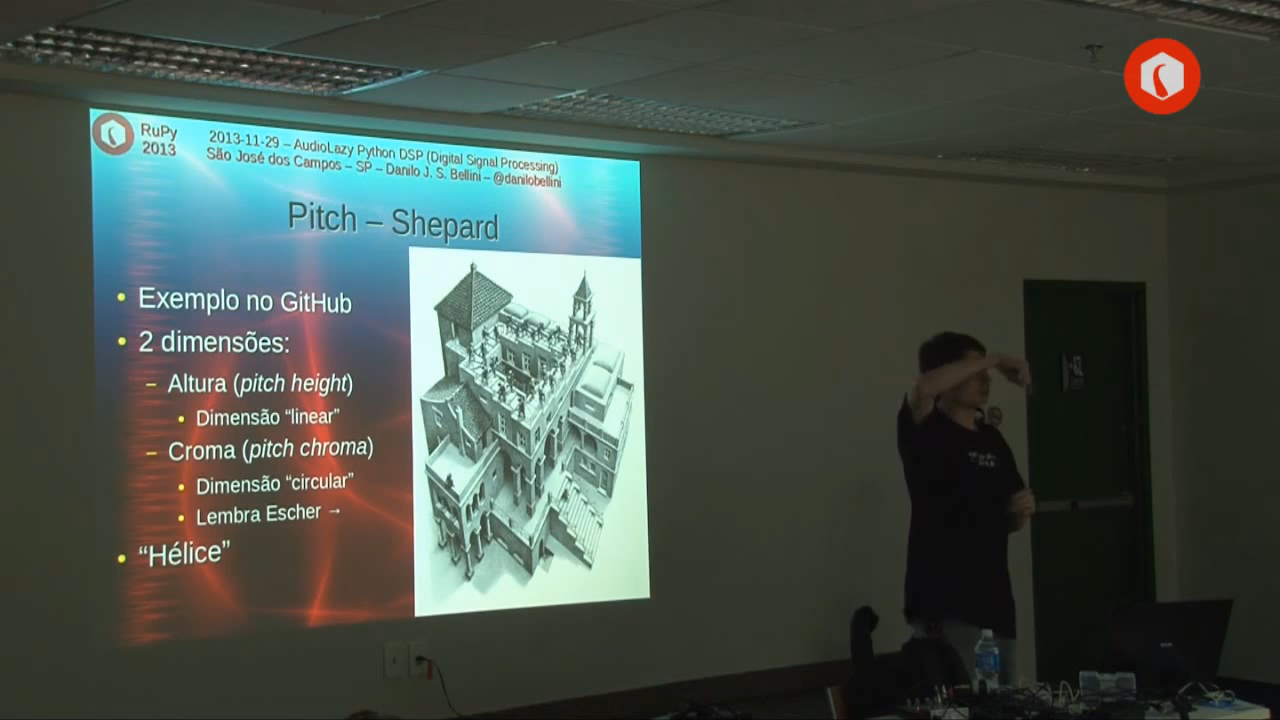 RuPy
2013
2013-11-29 – AudioLazy Python DSP (Digital Signal Processing)
São José dos Campos – SP – Danilo J. S. Bellini – @danilobellini
Pitch – Shepard
• Exemplo no GitHub
• 2 dimensões:
– Altura (pitch height)
• Dimensão “linear”
– Croma (pitch chroma)
• Dimensão “circular”
• Lembra Escher →
• “Hélice”